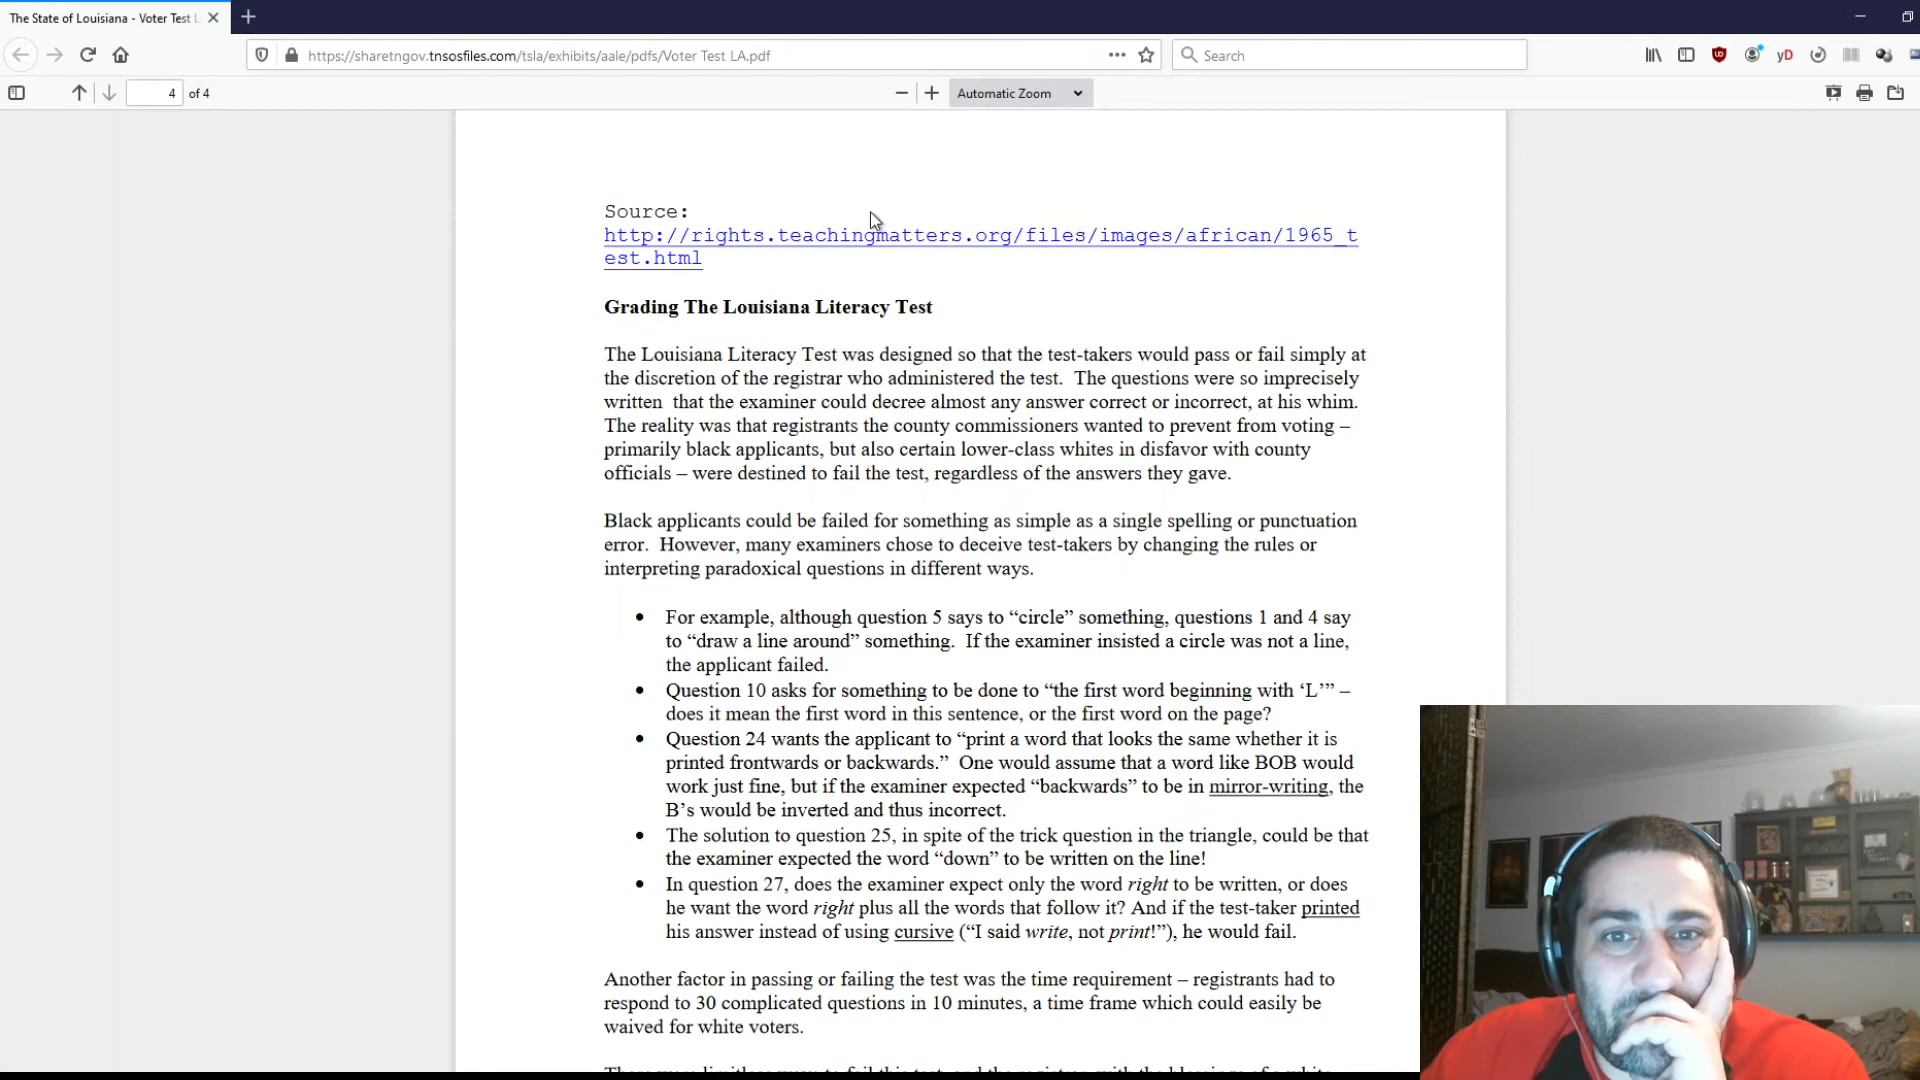 The State of Louisiana - Voter Test L
https://sharetngov.tnsosfiles.com/tsla/exhibits/aale/pdfs/Voter Test LA.pdf
Search
yD
4 of 4
Automatic Zoom
Source:
http://rights.teachingmatters.org/files/images/african/1965_t
est.html
Grading The Louisiana Literacy Test
The Louisiana Literacy Test was designed so that the test-takers would pass or fail simply at
the discretion of the registrar who administered the test. The questions were so imprecisely
written that the examiner could decree almost any answer correct or incorrect, at his whim.
The reality was that registrants the county commissioners wanted to prevent from voting –
primarily black applicants, but also certain lower-class whites in disfavor with county
officials – were destined to fail the test, regardless of the answers they gave.
Black applicants could be failed for something as simple as a single spelling or punctuation
error. However, many examiners chose to deceive test-takers by changing the rules or
interpreting paradoxical questions in different ways.
• For example, although question 5 says to “circle” something, questions 1 and 4 say
to “draw a line around” something. If the examiner insisted a circle was not a line,
the applicant failed.
• Question 10 asks for something to be done to “the first word beginning with ‘L’” –
does it mean the first word in this sentence, or the first word on the page?
• Question 24 wants the applicant to “print a word that looks the same whether it is
printed frontwards or backwards.” One would assume that a word like BOB would
work just fine, but if the examiner expected “backwards” to be in mirror-writing, the
B’s would be inverted and thus incorrect.
• The solution to question 25, in spite of the trick question in the triangle, could be that
the examiner expected the word “down” to be written on the line!
• In question 27, does the examiner expect only the word right to be written, or does
he want the word right plus all the words that follow it? And if the test-taker printed
his answer instead of using cursive (“I said write, not print!”), he would fail.
Another factor in passing or failing the test was the time requirement – registrants had to
respond to 30 complicated questions in 10 minutes, a time frame which could easily be
waived for white voters.